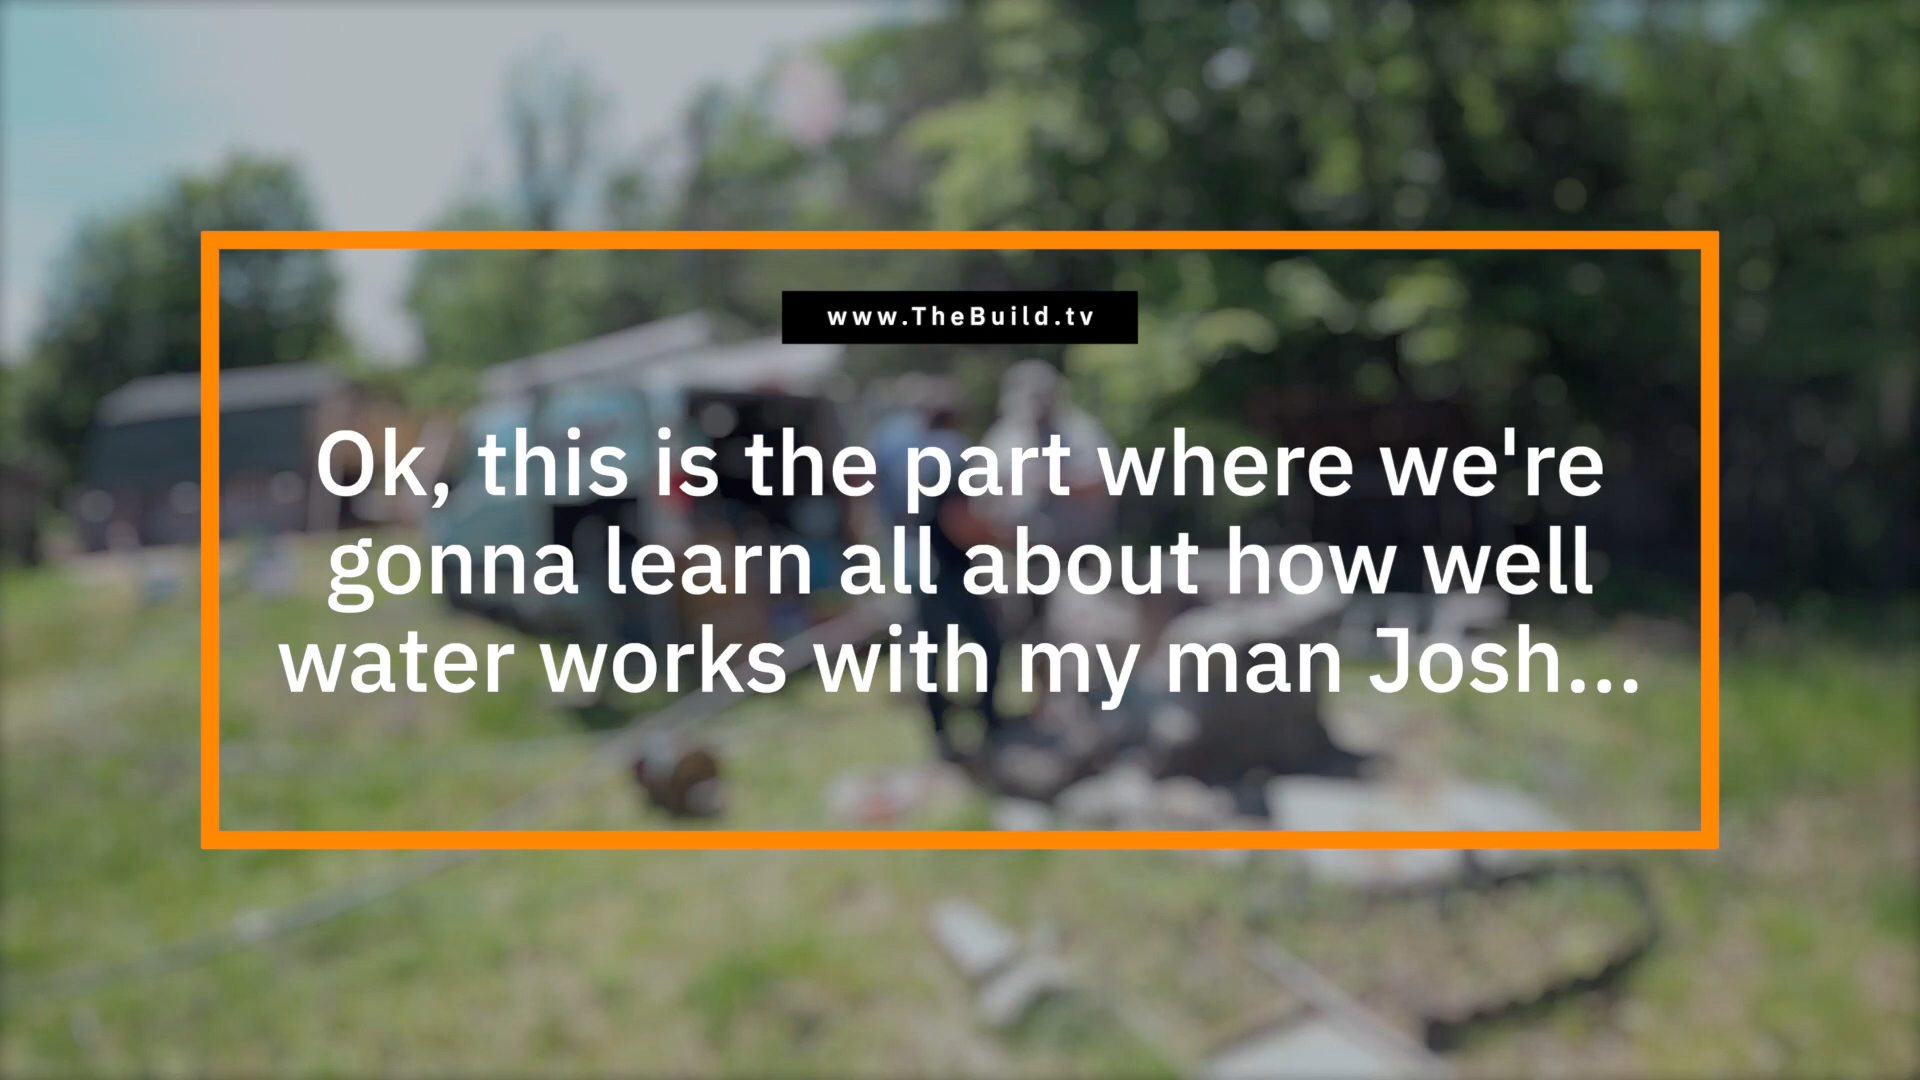 www.TheBuild.tv
Ok, this is the part where we're
gonna learn all about how well
water works with my man Josh...